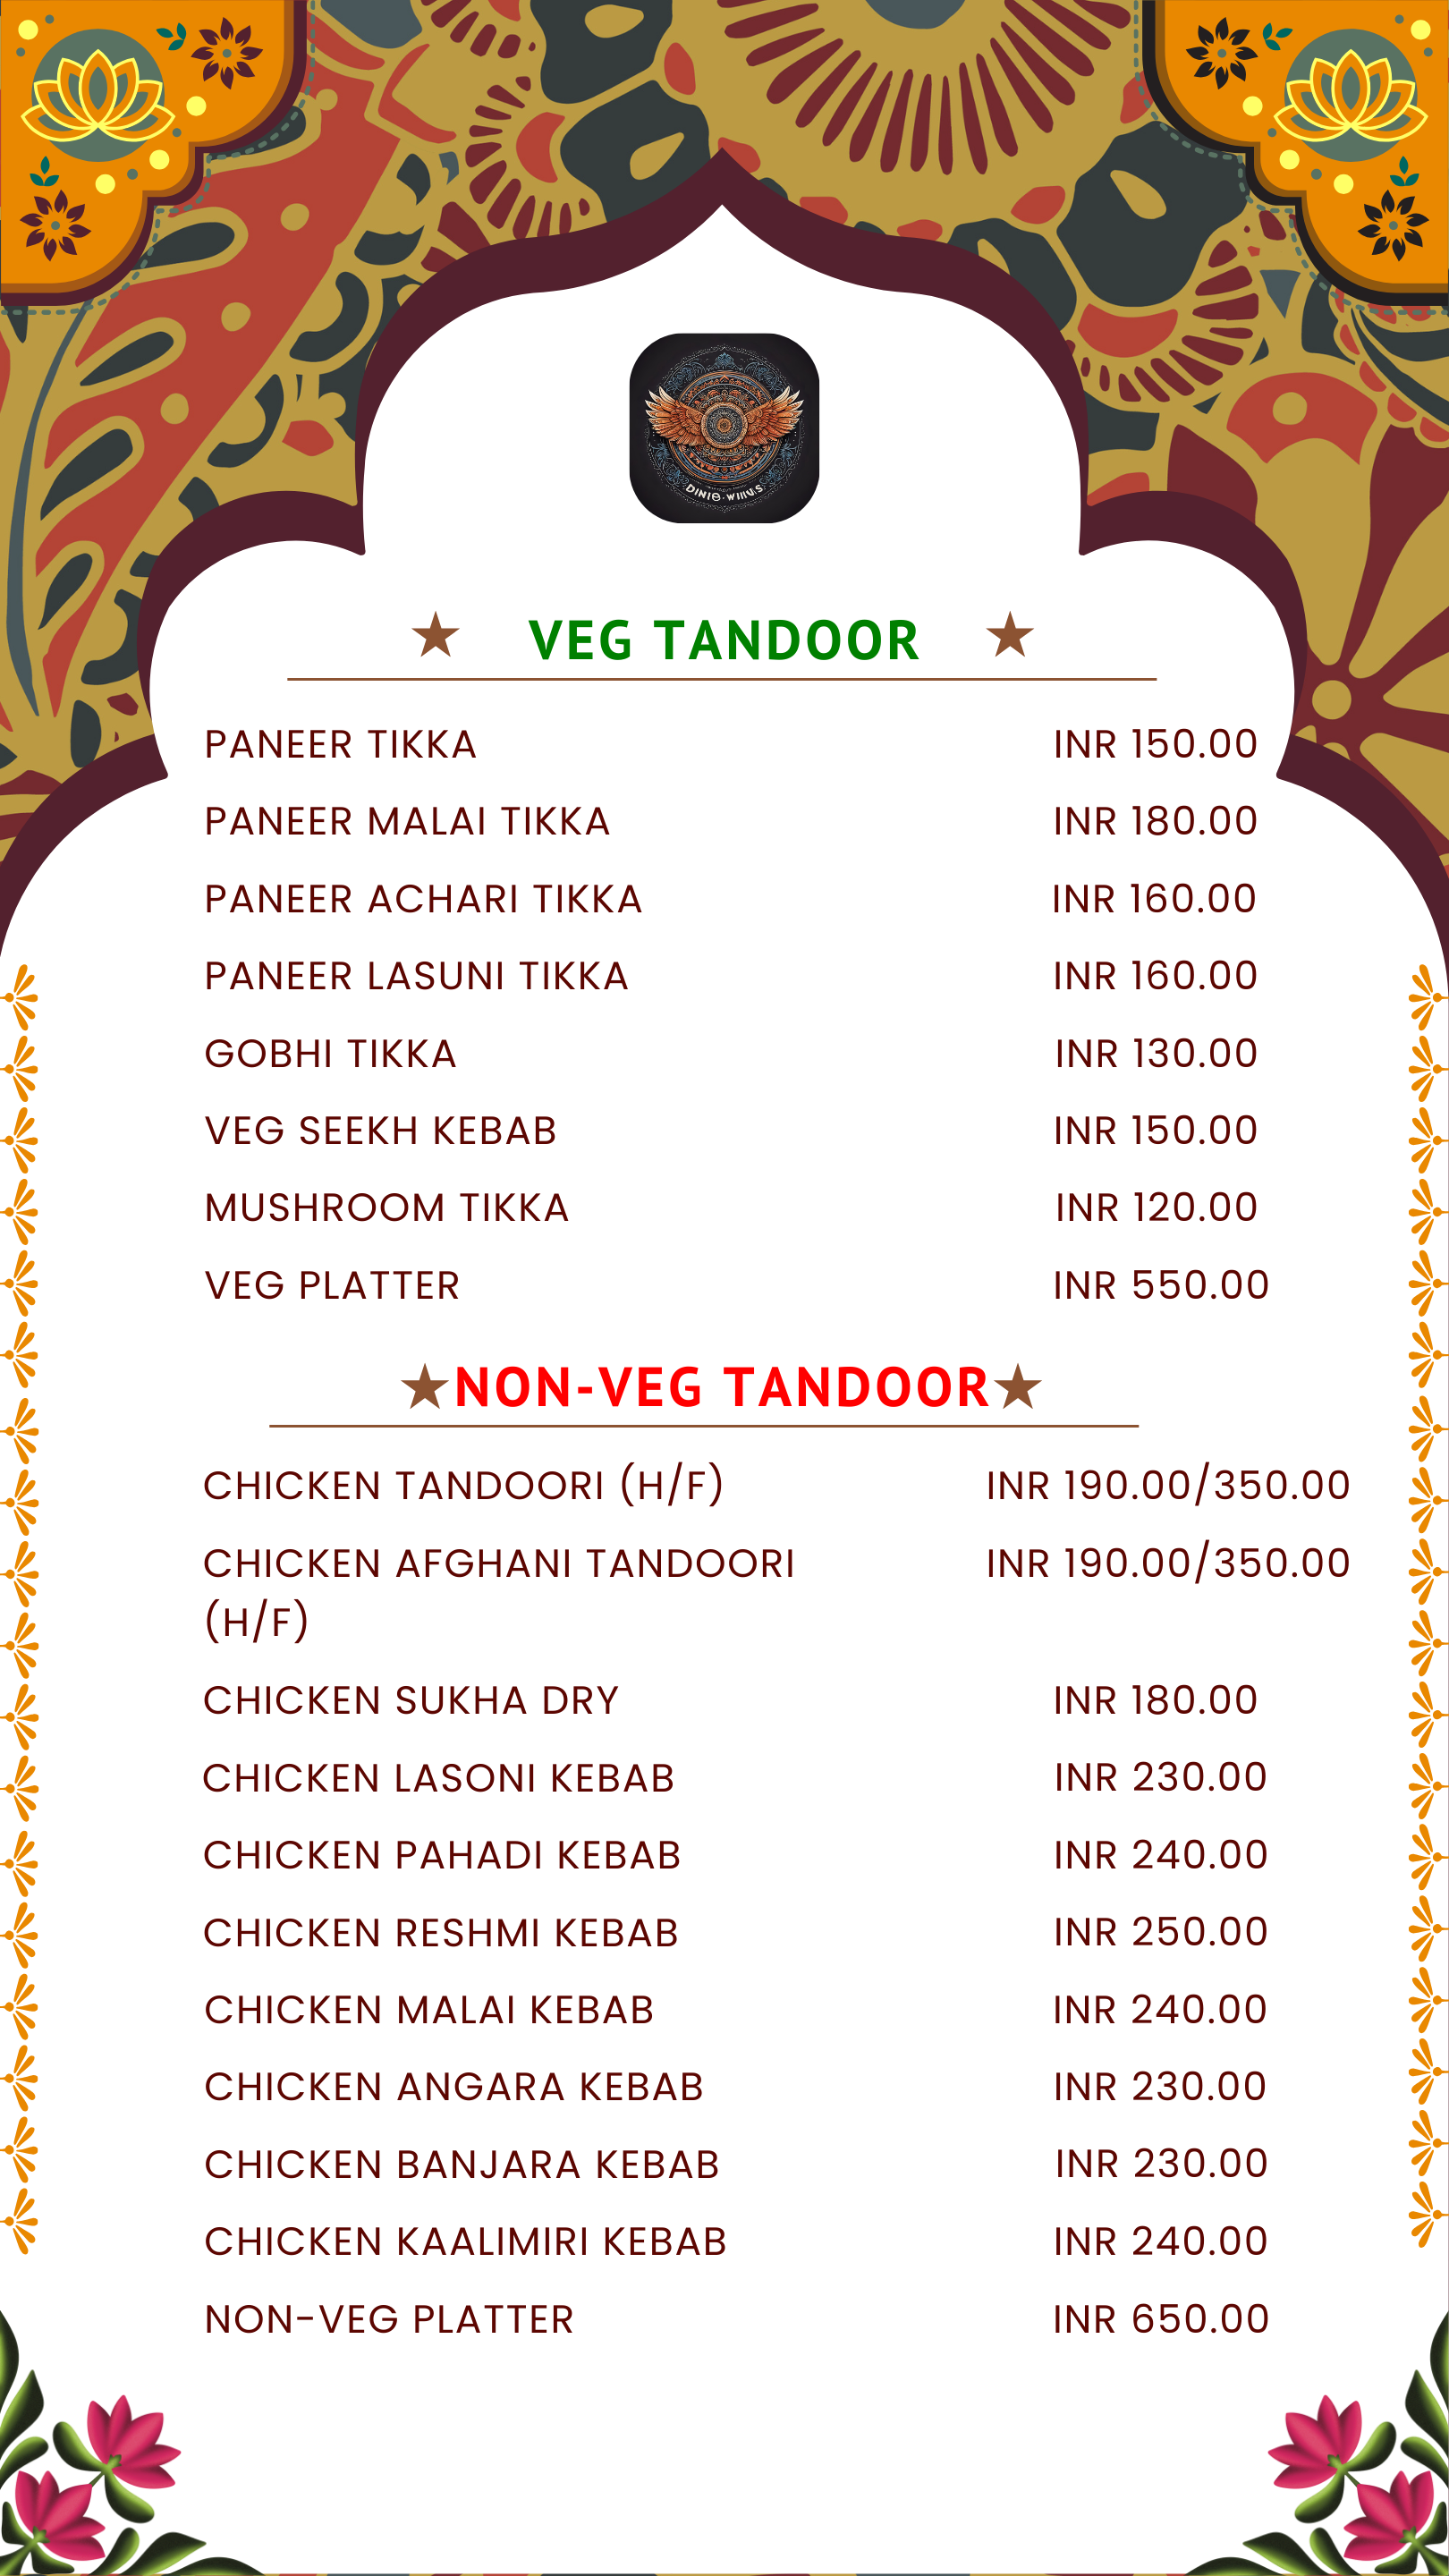 VEG TANDOOR
PANEER TIKKA INR 150.00
PANEER MALAI TIKKA INR 180.00
PANEER ACHARI TIKKA INR 160.00
PANEER LASUNI TIKKA INR 160.00
GOBHI TIKKA INR 130.00
VEG SEEKH KEBAB INR 150.00
MUSHROOM TIKKA INR 120.00
VEG PLATTER INR 550.00
NON-VEG TANDOOR
CHICKEN TANDOORI (H/F) INR 190.00/350.00
CHICKEN AFGHANI TANDOORI INR 190.00/350.00
(H/F)
CHICKEN SUKHA DRY INR 180.00
CHICKEN LASONI KEBAB INR 230.00
CHICKEN PAHADI KEBAB INR 240.00
CHICKEN RESHMI KEBAB INR 250.00
CHICKEN MALAI KEBAB INR 240.00
CHICKEN ANGARA KEBAB INR 230.00
CHICKEN BANJARA KEBAB INR 230.00
CHICKEN KAALIMIRI KEBAB INR 240.00
NON-VEG PLATTER INR 650.00